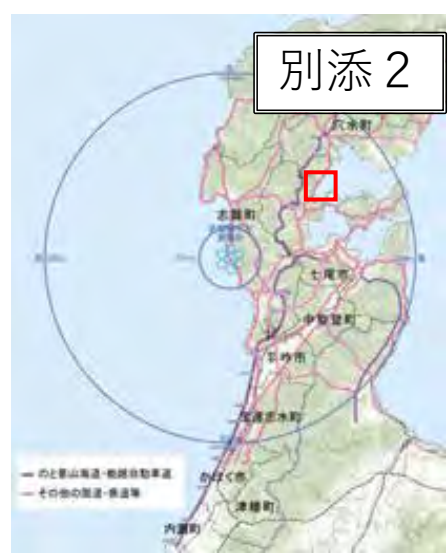 別添２
穴水町
志賀町
七尾市
中能登町
羽咋市
宝達志水町
のと里山海道・能越自動車道
その他の国道・県道等
かほく市
津幡町
内灘町